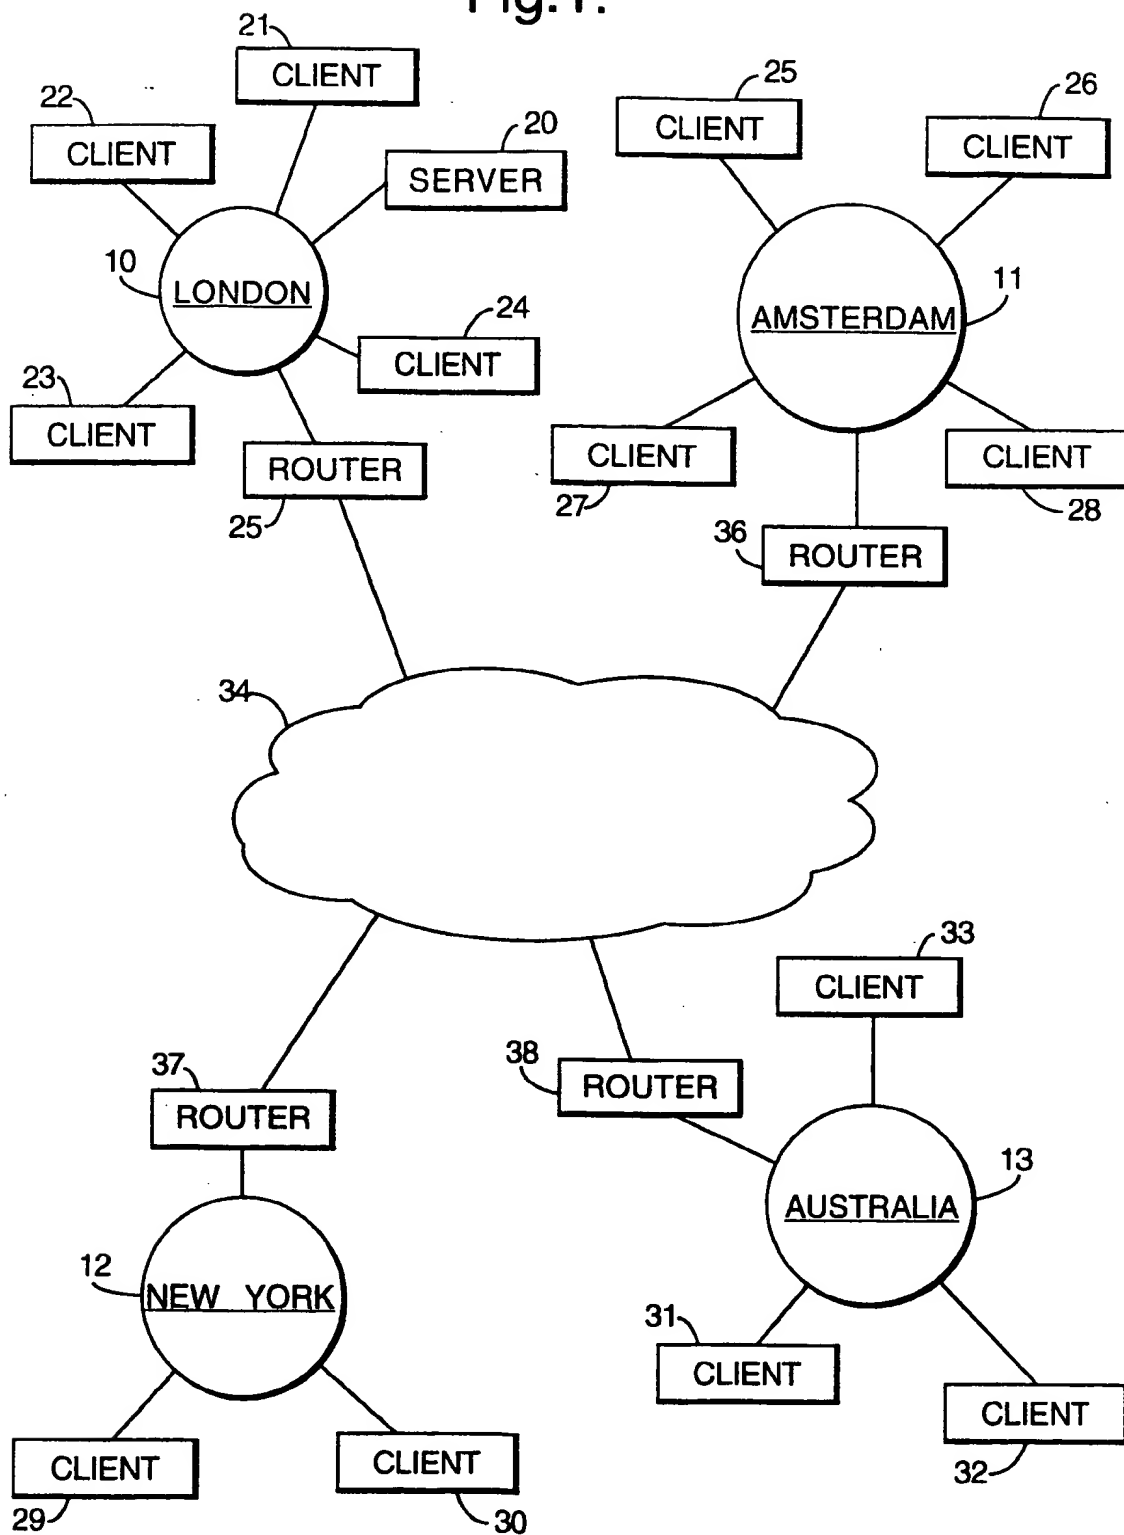 Fig.1.
21
CLIENT
22
CLIENT
20
SERVER
10
LONDON
24
CLIENT
23
CLIENT
ROUTER
25
25
CLIENT
26
CLIENT
11
AMSTERDAM
CLIENT
27
CLIENT
28
36
ROUTER
34
33
CLIENT
37
ROUTER
38
ROUTER
13
AUSTRALIA
12
NEW YORK
31
CLIENT
CLIENT
32
CLIENT
29
CLIENT
30